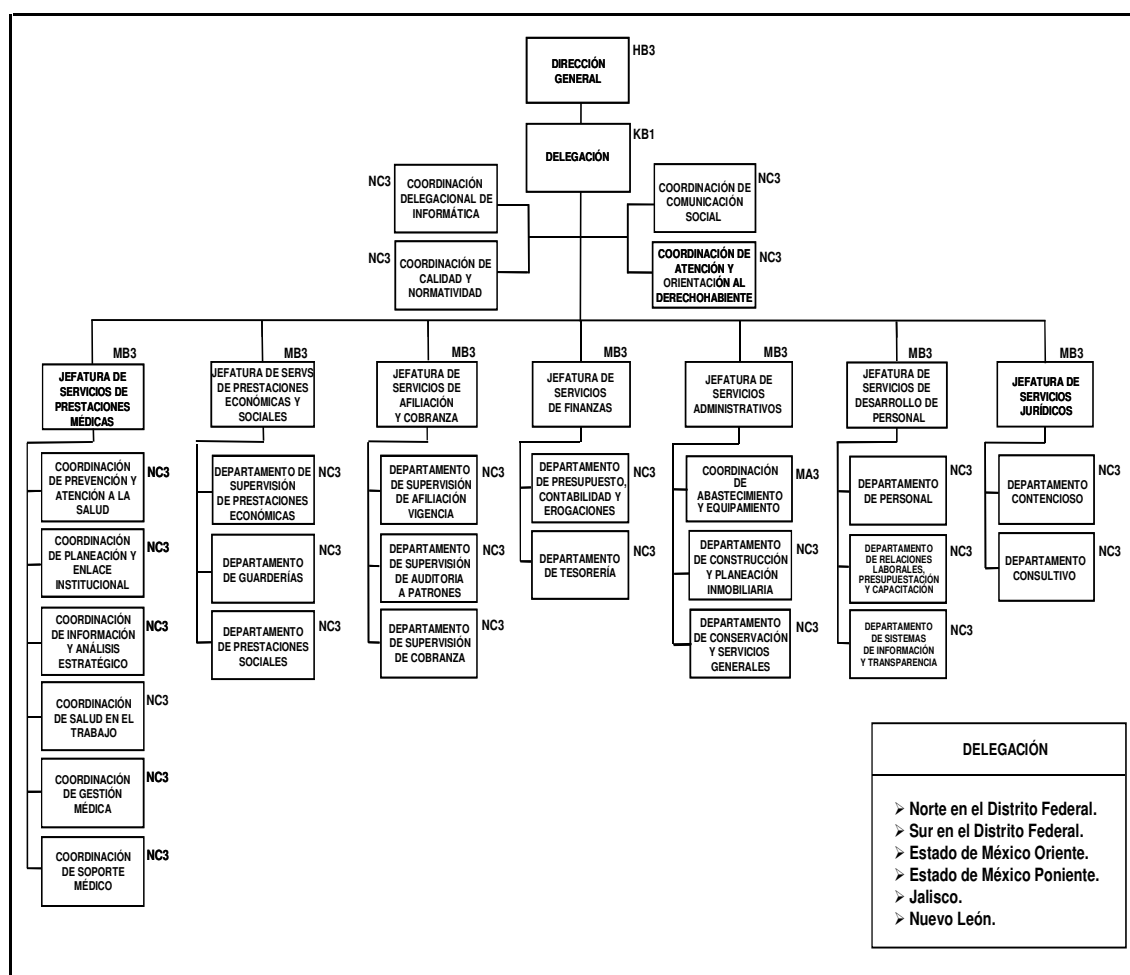 HB3
DIRECCIÓN
GENERAL
KB1
DELEGACIÓN
NC3
COORDINACIÓN
DELEGACIONAL DE
INFORMÁTICA
NC3
COORDINACIÓN DE
COMUNICACIÓN
SOCIAL
NC3
COORDINACIÓN DE
CALIDAD Y
NORMATIVIDAD
NC3
COORDINACIÓN DE
ATENCIÓN Y
ORIENTACIÓN AL
DERECHOHABIENTE
MB3
JEFATURA DE
SERVICIOS DE
PRESTACIONES
MÉDICAS
NC3
COORDINACIÓN
DE PREVENCIÓN Y
ATENCIÓN A LA
SALUD
NC3
COORDINACIÓN
DE PLANEACIÓN Y
ENLACE
INSTITUCIONAL
NC3
COORDINACIÓN
DE INFORMACIÓN
Y ANÁLISIS
ESTRATÉGICO
NC3
COORDINACIÓN
DE SALUD EN EL
TRABAJO
NC3
COORDINACIÓN
DE GESTIÓN
MÉDICA
NC3
COORDINACIÓN
DE SOPORTE
MÉDICO
MB3
JEFATURA DE SERVS
DE PRESTACIONES
ECONÓMICAS Y
SOCIALES
NC3
DEPARTAMENTO DE
SUPERVISIÓN
DE PRESTACIONES
ECONÓMICAS
NC3
DEPARTAMENTO
DE GUARDERÍAS
NC3
DEPARTAMENTO
DE PRESTACIONES
SOCIALES
MB3
JEFATURA DE
SERVICIOS DE
AFILIACIÓN
Y COBRANZA
NC3
DEPARTAMENTO
DE SUPERVISIÓN
DE AFILIACIÓN
VIGENCIA
NC3
DEPARTAMENTO
DE SUPERVISIÓN
DE AUDITORIA
A PATRONES
NC3
DEPARTAMENTO
DE SUPERVISIÓN
DE COBRANZA
MB3
JEFATURA DE
SERVICIOS
DE FINANZAS
NC3
DEPARTAMENTO
DE PRESUPUESTO,
CONTABILIDAD Y
EROGACIONES
NC3
DEPARTAMENTO
DE TESORERÍA
MB3
JEFATURA DE
SERVICIOS
ADMINISTRATIVOS
MA3
COORDINACIÓN
DE
ABASTECIMIENTO
Y EQUIPAMIENTO
NC3
DEPARTAMENTO
DE CONSTRUCCIÓN
Y PLANEACIÓN
INMOBILIARIA
NC3
DEPARTAMENTO
DE CONSERVACIÓN
Y SERVICIOS
GENERALES
MB3
JEFATURA DE
SERVICIOS DE
DESARROLLO DE
PERSONAL
NC3
DEPARTAMENTO
DE PERSONAL
NC3
DEPARTAMENTO
DE RELACIONES
LABORALES,
PRESUPUESTACIÓN
Y CAPACITACIÓN
NC3
DEPARTAMENTO
DE SISTEMAS
DE INFORMACIÓN
Y TRANSPARENCIA
MB3
JEFATURA DE
SERVICIOS
JURÍDICOS
NC3
DEPARTAMENTO
CONTENCIOSO
NC3
DEPARTAMENTO
CONSULTIVO
DELEGACIÓN
➢ Norte en el Distrito Federal.
➢ Sur en el Distrito Federal.
➢ Estado de México Oriente.
➢ Estado de México Poniente.
➢ Jalisco.
➢ Nuevo León.